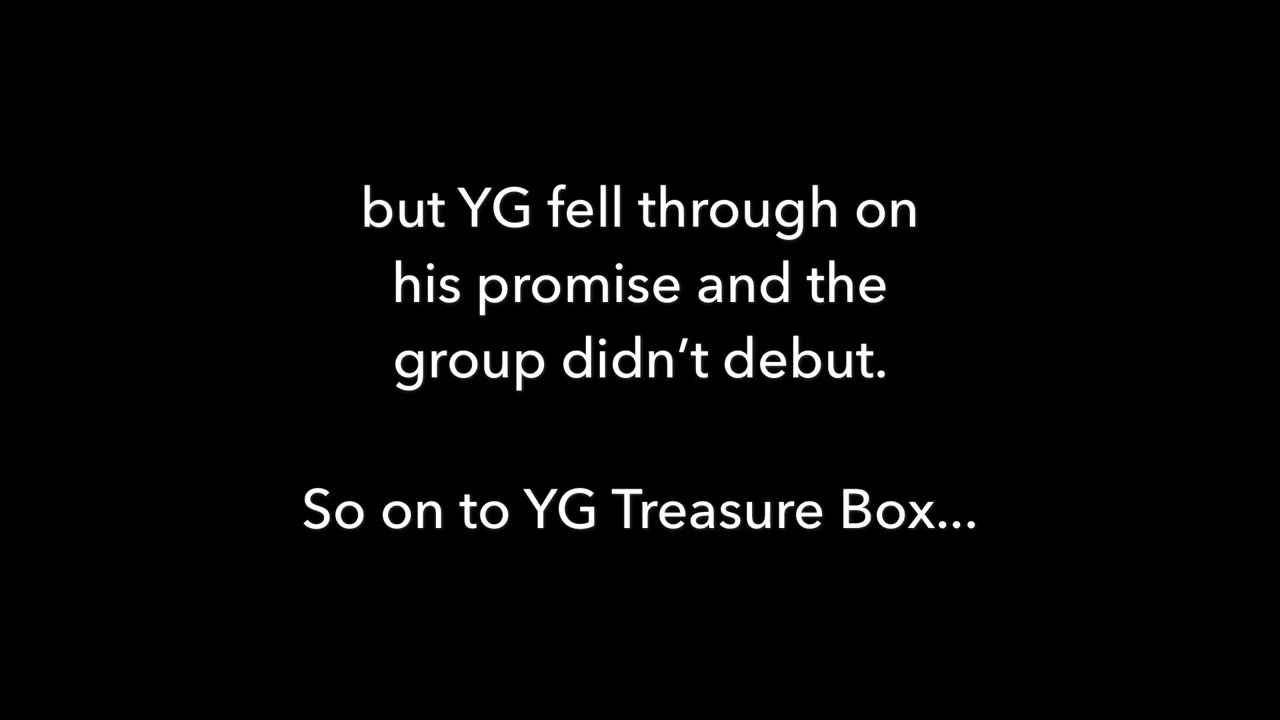 but YG fell through on
his promise and the
group didn’t debut.
So on to YG Treasure Box...